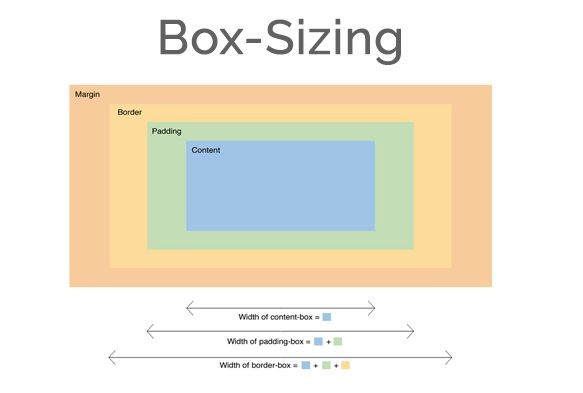 Box-Sizing
Margin
Border
Padding
Content
Width of content-box =
Width of padding-box = +
Width of border-box = + +